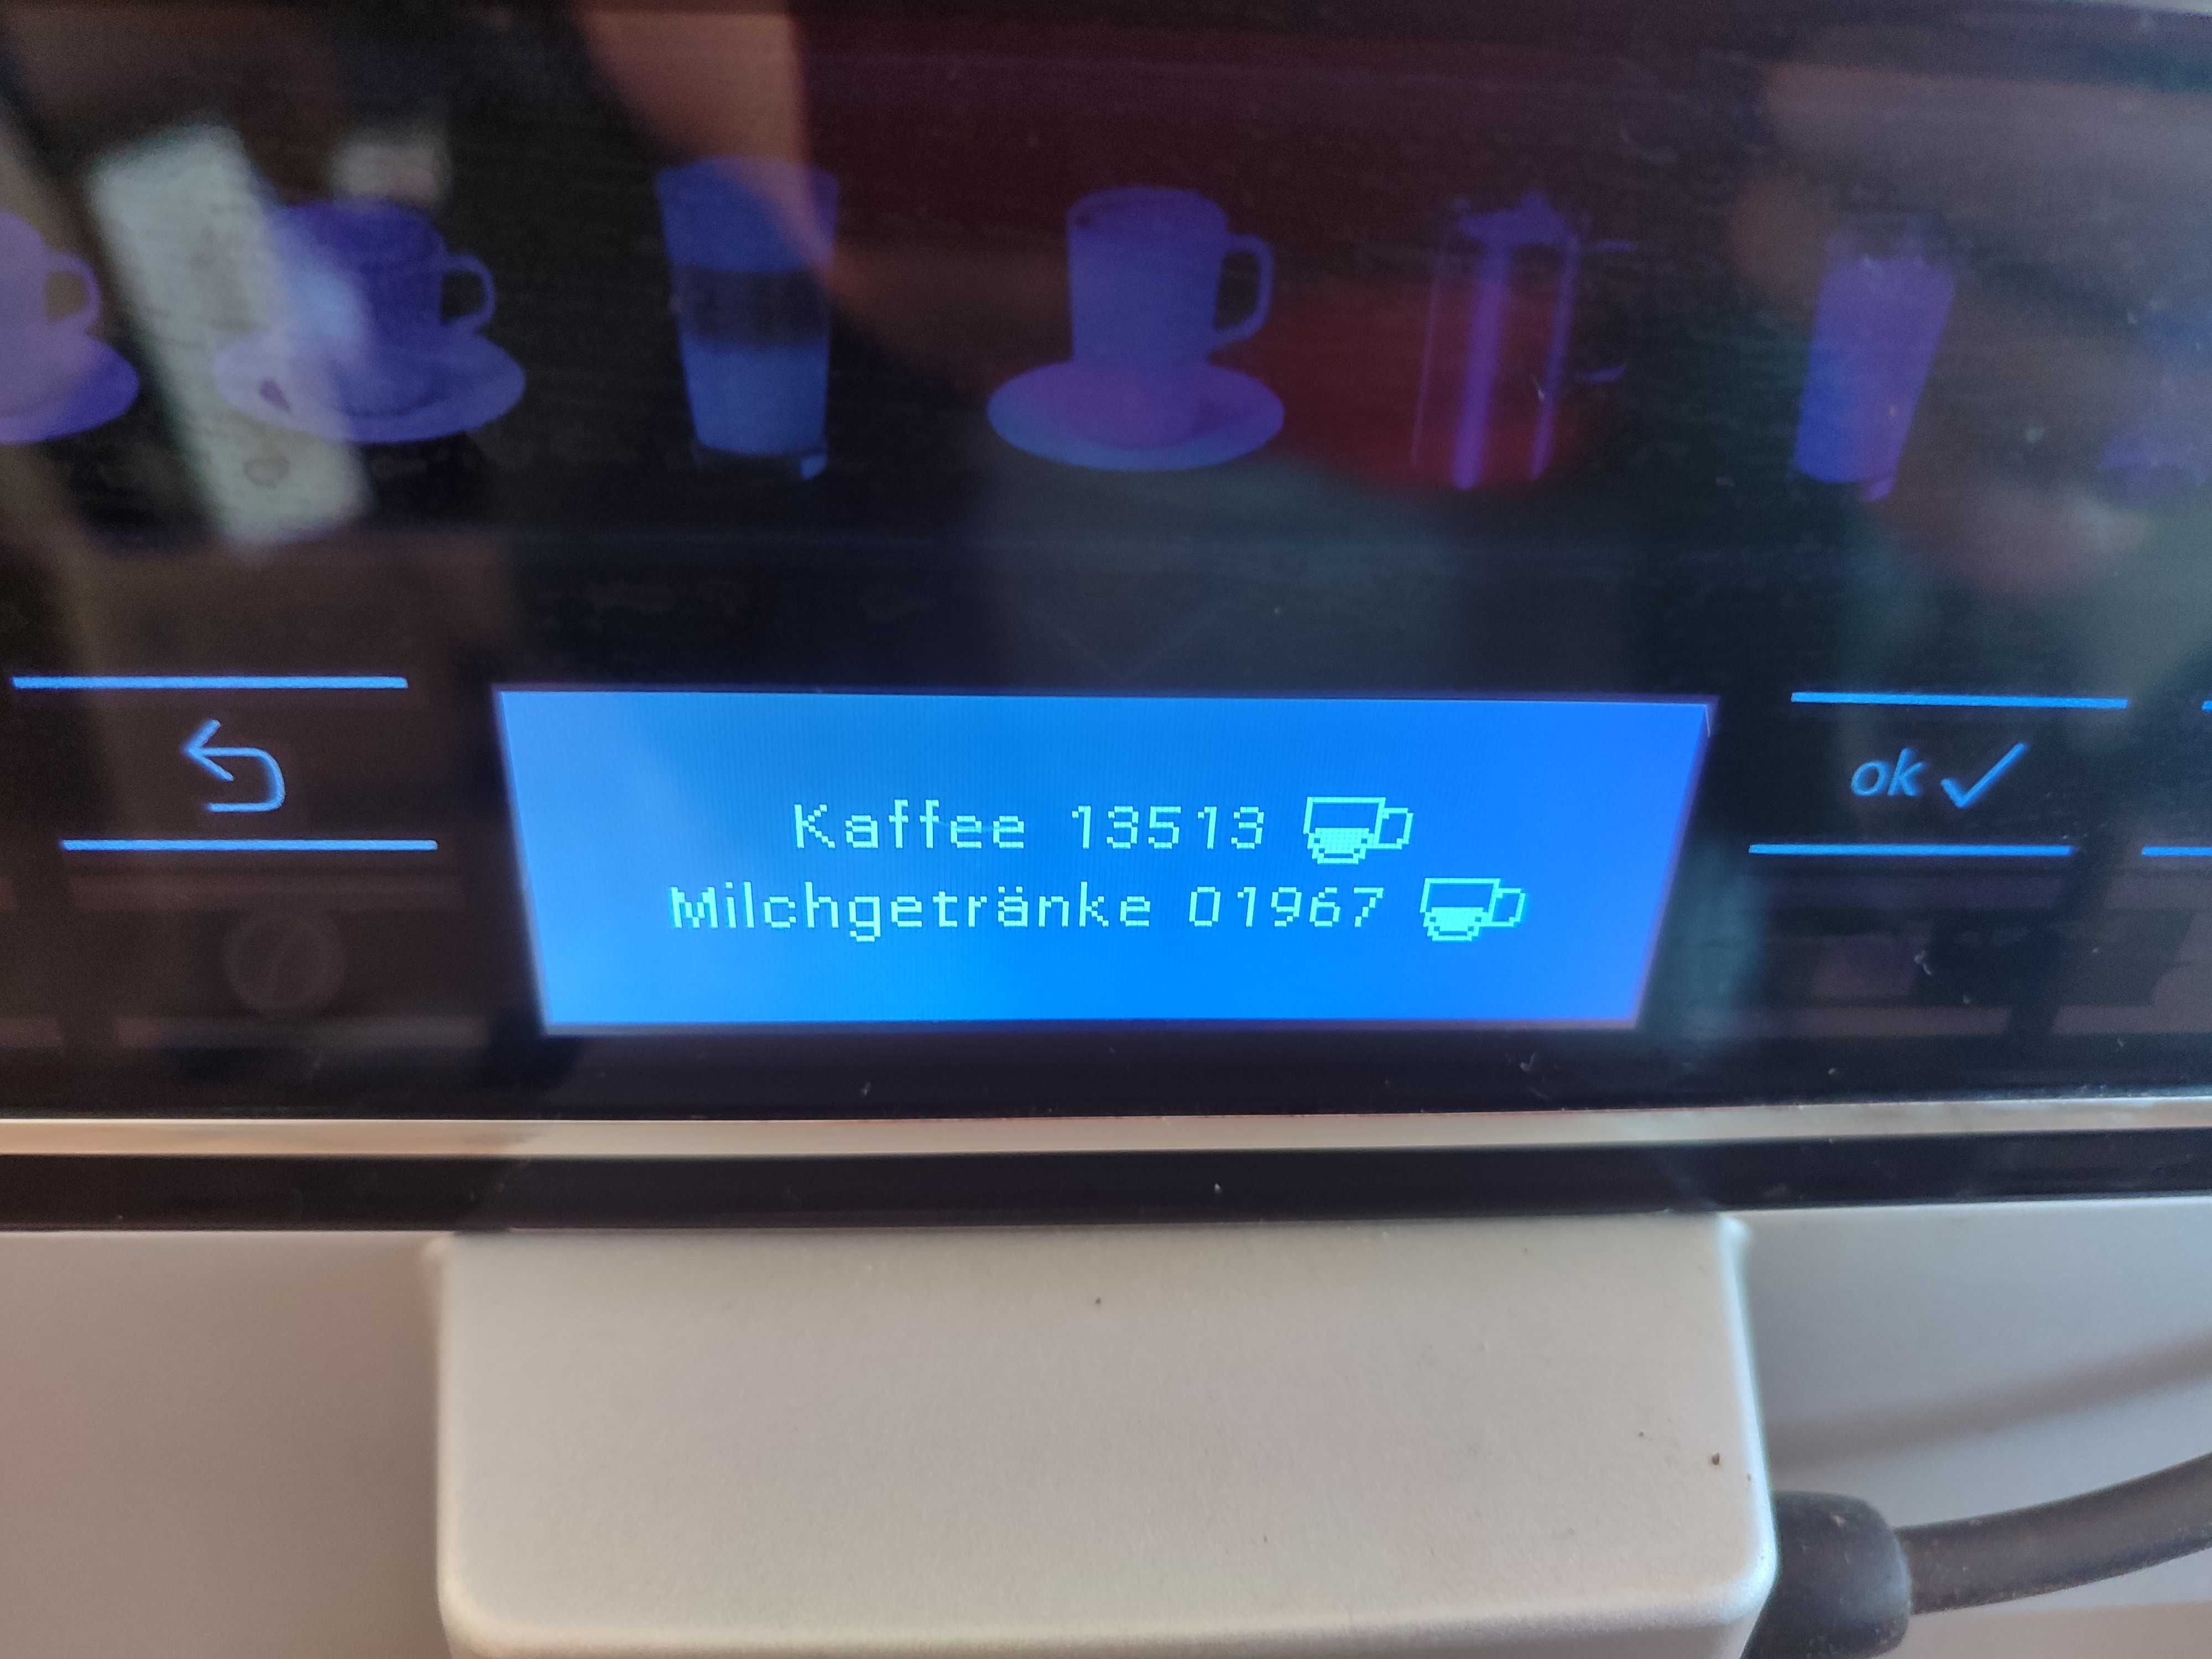 ok
Kaffee 13513
Milchgetränke 01967